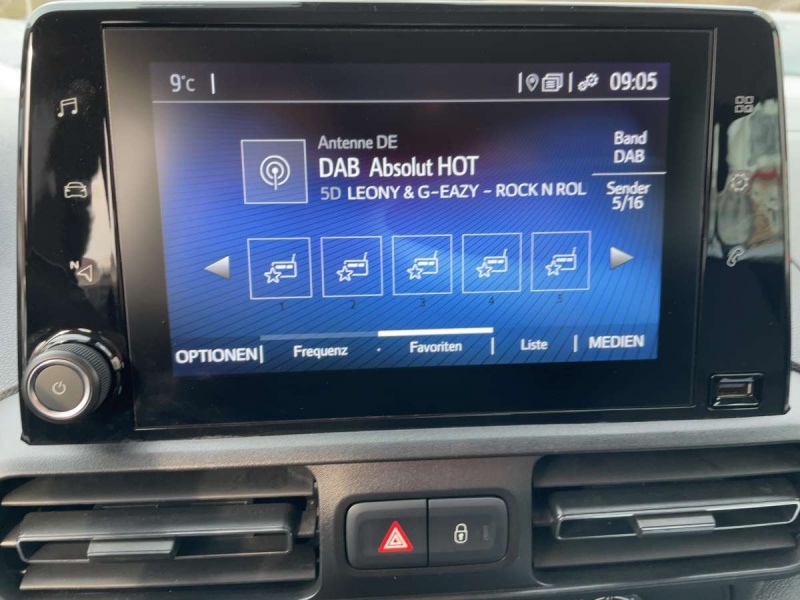 9°C
09:05
Antenne DE
DAB Absolut HOT
5D LEONY & G-EAZY - ROCK N ROL
Band
DAB
Sender
5/16
N
1 2 3 4 5
OPTIONEN Frequenz Favoriten Liste MEDIEN